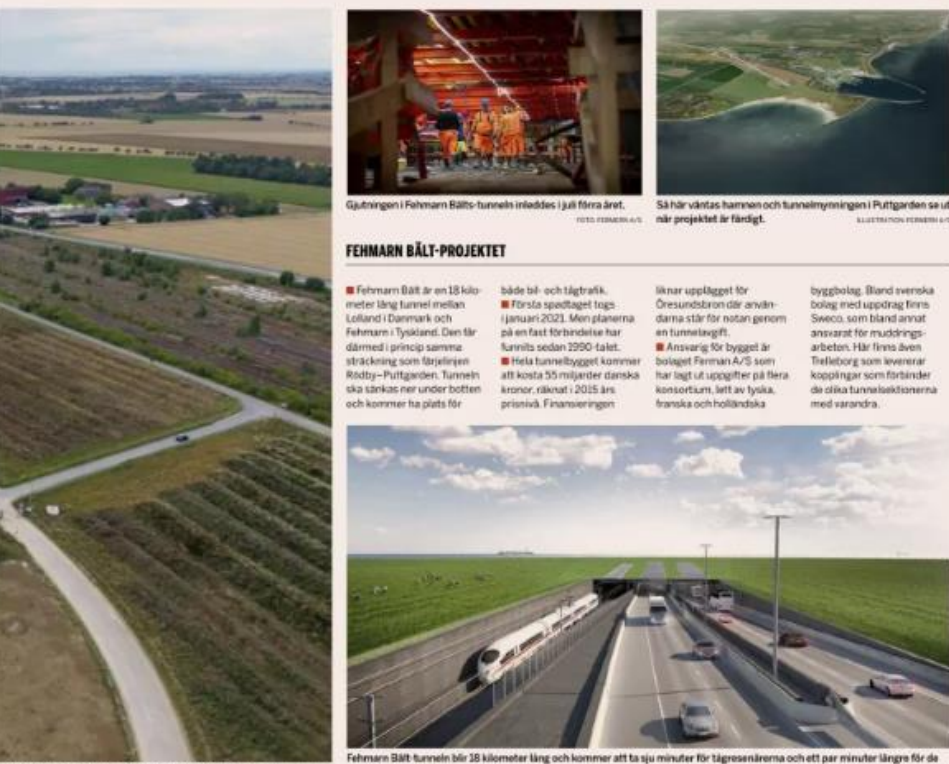 Gjutningen i Fehmarn Bälts-tunneln inleddes i juli förra året.
FOTO: FEMERN A/S
Så här väntas hamnen och tunnelmynningen i Puttgarden se ut
när projektet är färdigt.
ILLUSTRATION: FEMERN A/S
FEHMARN BÄLT-PROJEKTET
■ Fehmarn Bält är en 18 kilo-
meter lång tunnel mellan
Lolland i Danmark och
Fehmarn i Tyskland. Den får
därmed i princip samma
sträckning som färjelinjen
Rödby–Puttgarden. Tunneln
ska sänkas ner under botten
och kommer ha plats för
både bil- och tågtrafik.
■ Första spadtaget togs
i januari 2021. Men planerna
på en fast förbindelse har
funnits sedan 1990-talet.
■ Hela tunnelbygget kommer
att kosta 55 miljarder danska
kronor, räknat i 2015 års
prisnivå. Finansieringen
liknar upplägget för
Öresundsbron där använ-
darna står för notan genom
en tunnelavgift.
■ Ansvarig för bygget är
bolaget Ferman A/S som
har lagt ut uppgifter på flera
konsortium, lett av tyska,
franska och holländska
byggbolag. Bland svenska
bolag med uppdrag finns
Sweco, som bland annat
ansvarat för muddrings-
arbeten. Här finns även
Trelleborg som levererar
kopplingar som förbinder
de olika tunnelsektionerna
med varandra.
Fehmarn Bält-tunneln blir 18 kilometer lång och kommer att ta sju minuter för tågresenärerna och ett par minuter längre för de